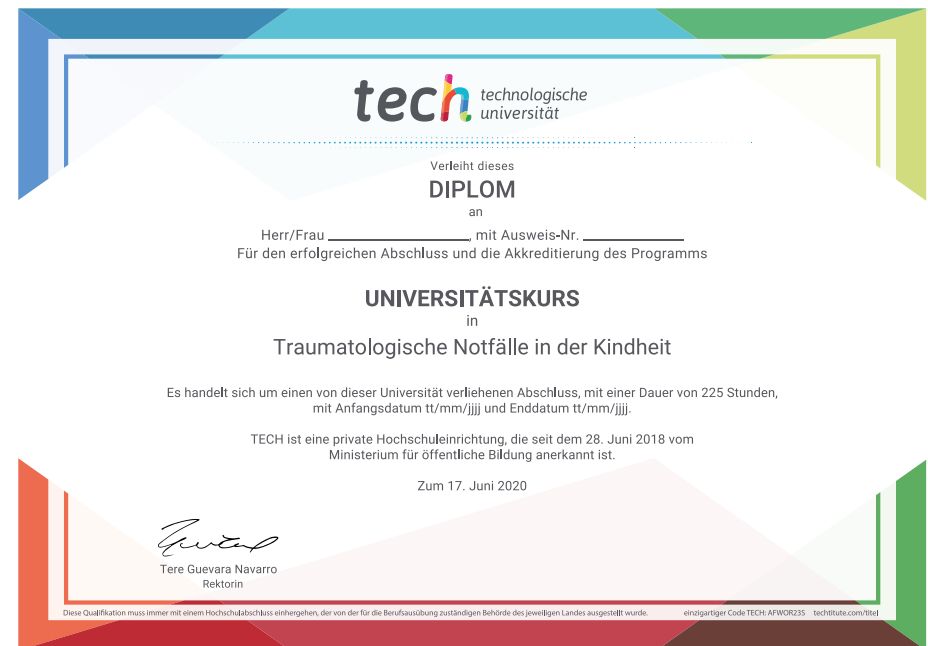 tech technologische
universität
Verleiht dieses
DIPLOM
an
Herr/Frau ____________, mit Ausweis-Nr. ____________
Für den erfolgreichen Abschluss und die Akkreditierung des Programms
UNIVERSITÄTSKURS
in
Traumatologische Notfälle in der Kindheit
Es handelt sich um einen von dieser Universität verliehenen Abschluss, mit einer Dauer von 225 Stunden,
mit Anfangsdatum tt/mm/jjjj und Enddatum tt/mm/jjjj.
TECH ist eine private Hochschuleinrichtung, die seit dem 28. Juni 2018 vom
Ministerium für öffentliche Bildung anerkannt ist.
Zum 17. Juni 2020
Tere Guevara Navarro
Rektorin
Diese Qualifikation muss immer mit einem Hochschulabschluss einhergehen, der von der für die Berufsausübung zuständigen Behörde des jeweiligen Landes ausgestellt wurde. einzigartiger Code TECH: AFWOR23S techtitute.com/titel